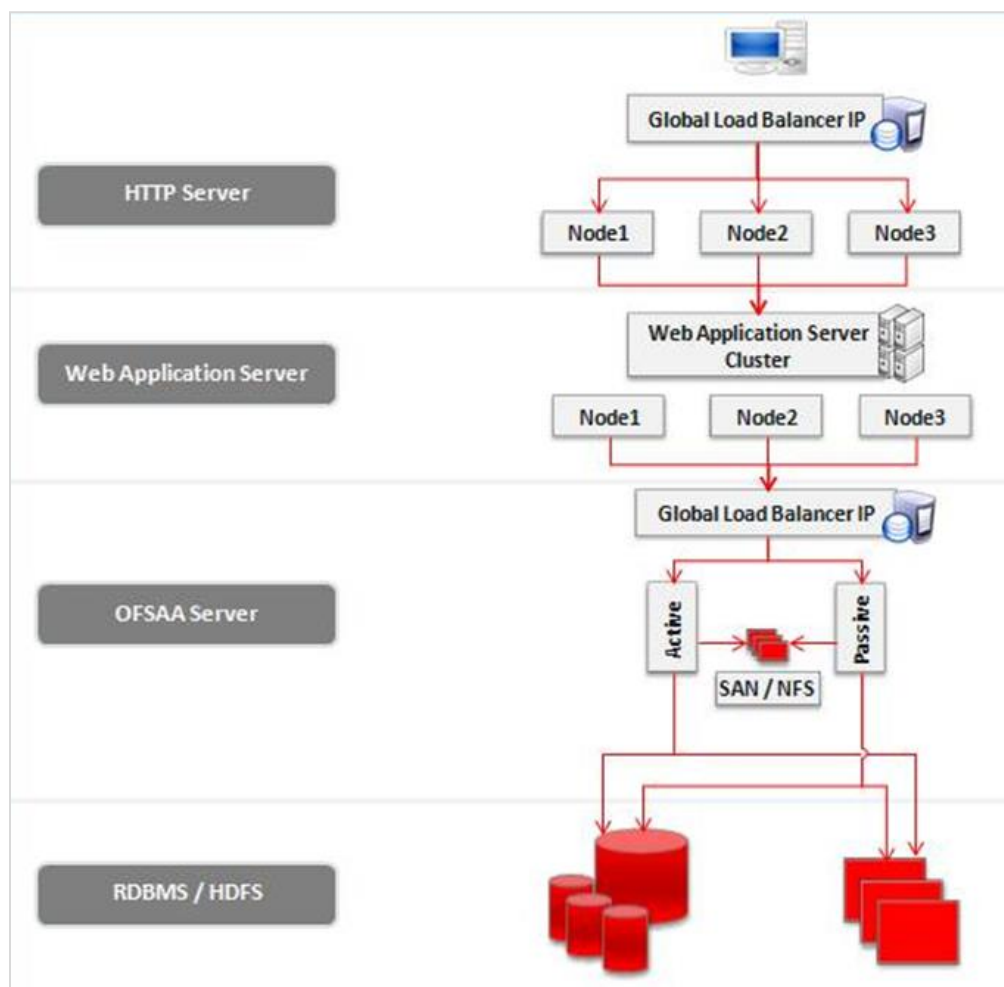 Global Load Balancer IP
HTTP Server
Node1
Node2
Node3
Web Application Server
Web Application Server
Cluster
Node1
Node2
Node3
Global Load Balancer IP
OFSAA Server
Active
Passive
SAN / NFS
RDBMS / HDFS